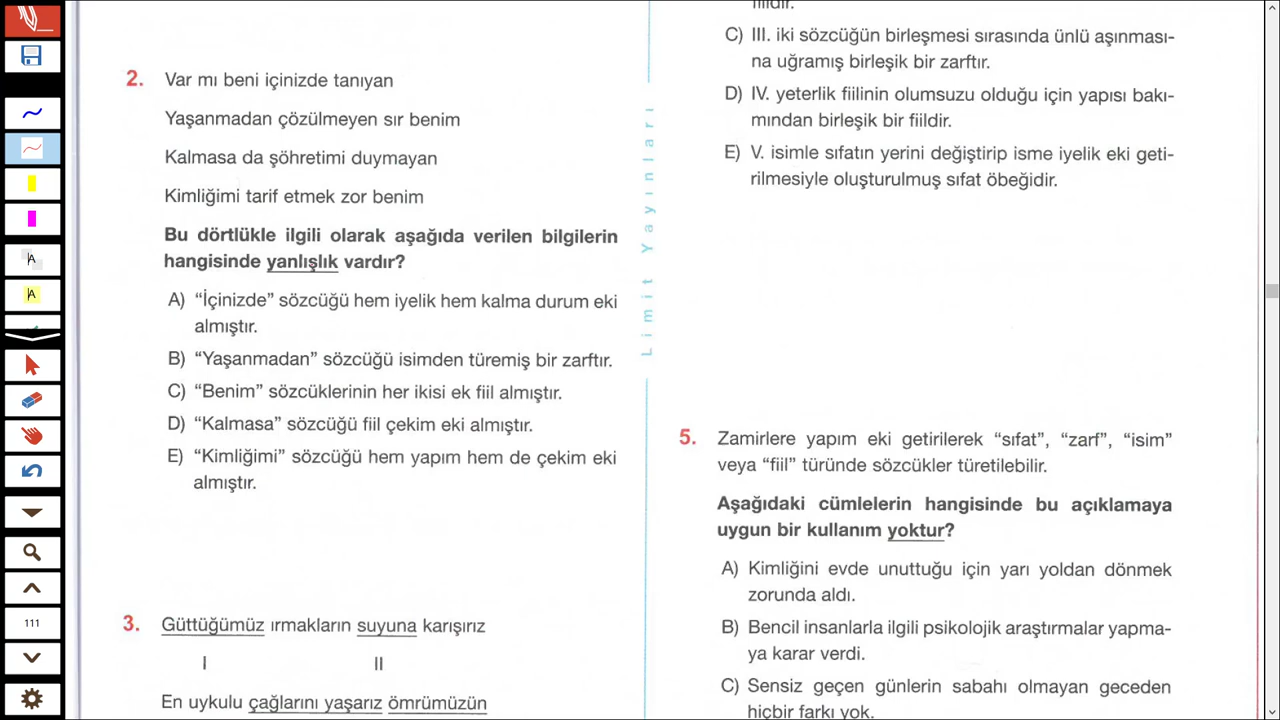 2. Var mı beni içinizde tanıyan
Yaşanmadan çözülmeyen sır benim
Kalmasa da şöhretimi duymayan
Kimliğimi tarif etmek zor benim
Bu dörtlükle ilgili olarak aşağıda verilen bilgilerin
hangisinde yanlışlık vardır?
A) “İçinizde” sözcüğü hem iyelik hem kalma durum eki
almıştır.
B) “Yaşanmadan” sözcüğü isimden türemiş bir zarftır.
C) “Benim” sözcüklerinin her ikisi ek fiil almıştır.
D) “Kalmasa” sözcüğü fiil çekim eki almıştır.
E) “Kimliğimi” sözcüğü hem yapım hem de çekim eki
almıştır.
3. Güttüğümüz ırmakların suyuna karışırız
I II
En uykulu çağlarını yaşarız ömrümüzün
Limit Yayınları
fiildir.
C) III. iki sözcüğün birleşmesi sırasında ünlü aşınması-
na uğramış birleşik bir zarftır.
D) IV. yeterlik fiilinin olumsuzu olduğu için yapısı bakı-
mından birleşik bir fiildir.
E) V. isimle sıfatın yerini değiştirip isme iyelik eki geti-
rilmesiyle oluşturulmuş sıfat öbeğidir.
5. Zamirlere yapım eki getirilerek “sıfat”, “zarf”, “isim”
veya “fiil” türünde sözcükler türetilebilir.
Aşağıdaki cümlelerin hangisinde bu açıklamaya
uygun bir kullanım yoktur?
A) Kimliğini evde unuttuğu için yarı yoldan dönmek
zorunda aldı.
B) Bencil insanlarla ilgili psikolojik araştırmalar yapma-
ya karar verdi.
C) Sensiz geçen günlerin sabahı olmayan geceden
hiçbir farkı yok.
A
A
111